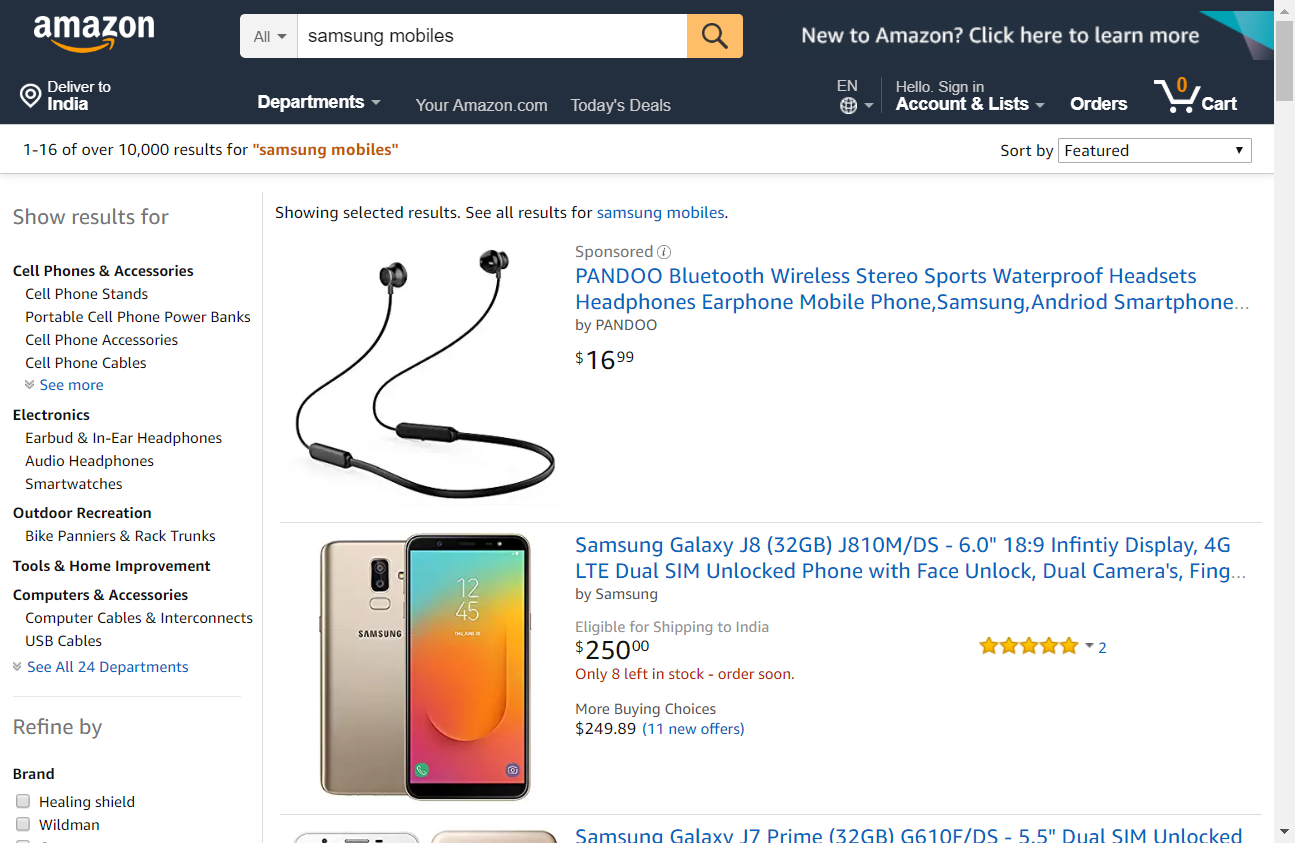 amazon
All
samsung mobiles
New to Amazon? Click here to learn more
Deliver to
India
Departments
Your Amazon.com
Today's Deals
EN
Hello. Sign in
Account & Lists
Orders
0
Cart
1-16 of over 10,000 results for "samsung mobiles"
Sort by
Featured
Show results for
Cell Phones & Accessories
Cell Phone Stands
Portable Cell Phone Power Banks
Cell Phone Accessories
Cell Phone Cables
See more
Electronics
Earbud & In-Ear Headphones
Audio Headphones
Smartwatches
Outdoor Recreation
Bike Panniers & Rack Trunks
Tools & Home Improvement
Computers & Accessories
Computer Cables & Interconnects
USB Cables
See All 24 Departments
Refine by
Brand
Healing shield
Wildman
Showing selected results. See all results for samsung mobiles.
Sponsored
PANDOO Bluetooth Wireless Stereo Sports Waterproof Headsets
Headphones Earphone Mobile Phone,Samsung,Andriod Smartphone...
by PANDOO
$16 99
SAMSUNG
12
45
Samsung Galaxy J8 (32GB) J810M/DS - 6.0" 18:9 Infintiy Display, 4G
LTE Dual SIM Unlocked Phone with Face Unlock, Dual Camera's, Fing...
by Samsung
Eligible for Shipping to India
$250 00
Only 8 left in stock - order soon.
2
More Buying Choices
$249.89 (11 new offers)
Samsung Galaxy J7 Prime (32GB) G610F/DS - 5.5" Dual SIM Unlocked